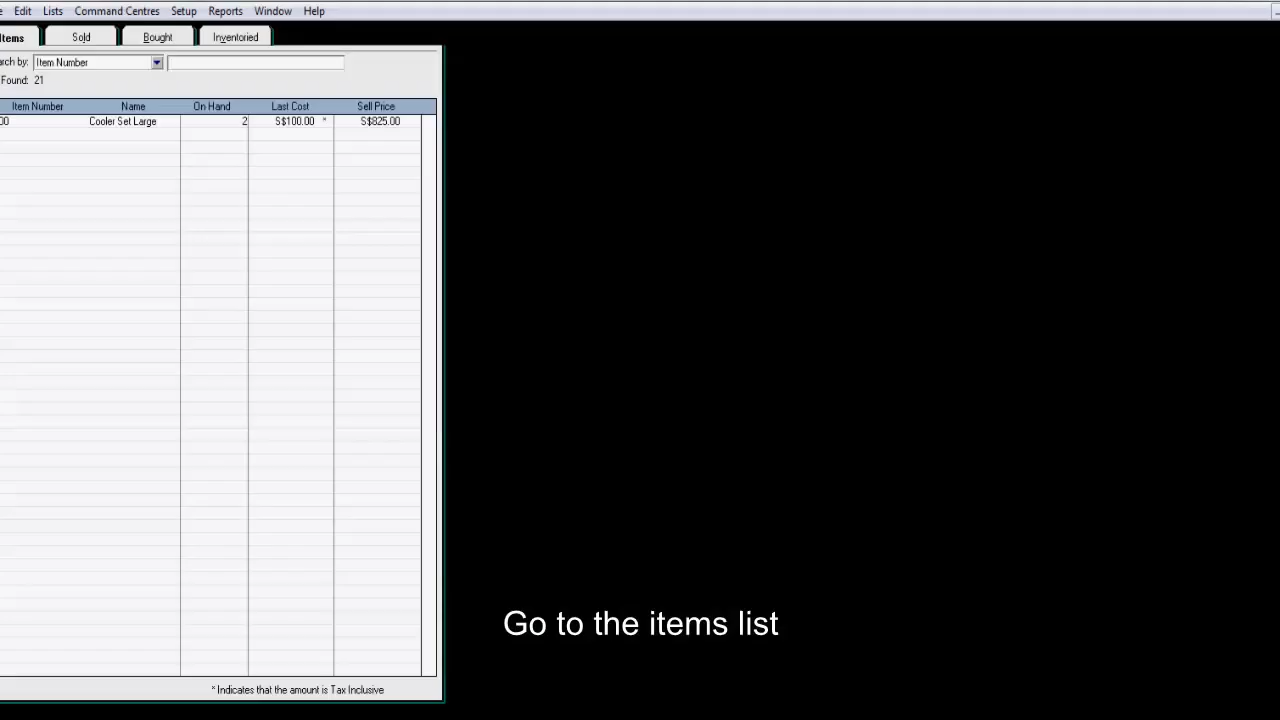 Edit Lists Command Centres Setup Reports Window Help
Items Sold Bought Inventoried
by: Item Number
Found: 21
Item Number Name On Hand Last Cost Sell Price
00 Cooler Set Large 2 S$100.00 * S$825.00
Go to the items list
* Indicates that the amount is Tax Inclusive